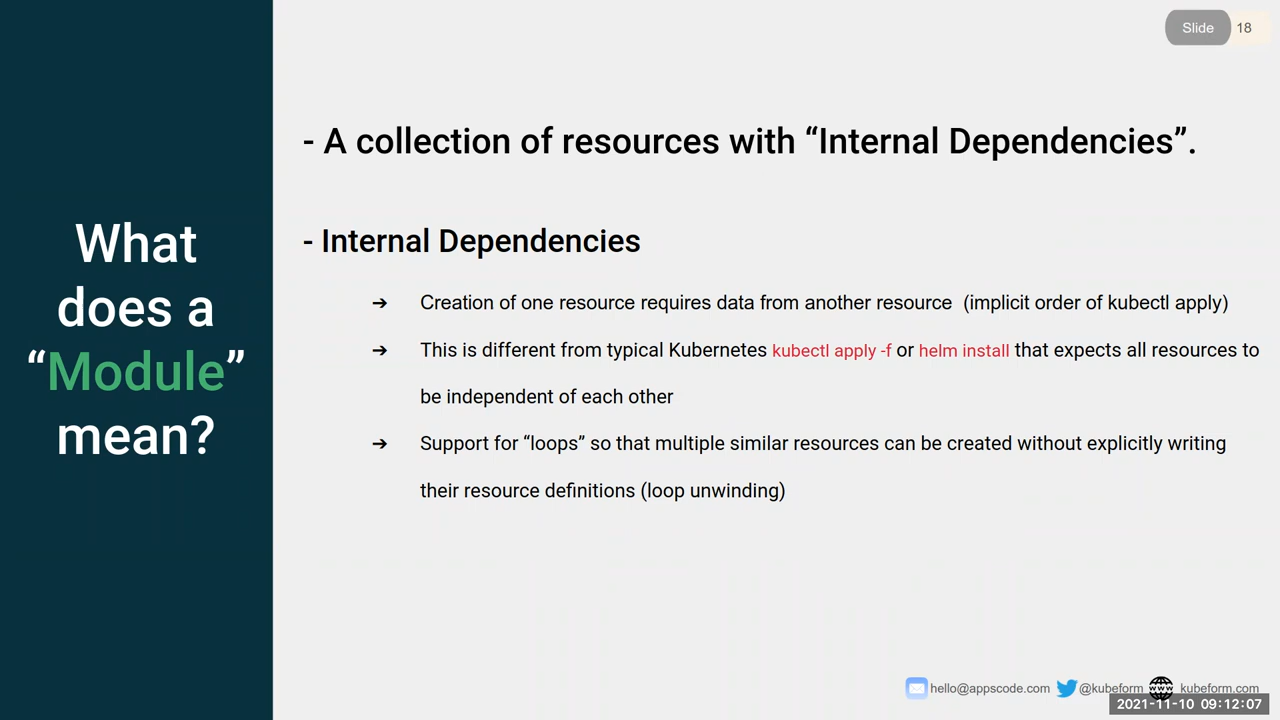 Slide 18
What
does a
“Module”
mean?
- A collection of resources with “Internal Dependencies”.
- Internal Dependencies
➔ Creation of one resource requires data from another resource (implicit order of kubectl apply)
➔ This is different from typical Kubernetes kubectl apply -f or helm install that expects all resources to
be independent of each other
➔ Support for “loops” so that multiple similar resources can be created without explicitly writing
their resource definitions (loop unwinding)
hello@appscode.com @kubeform kubeform.com
2021-11-10 09:12:07